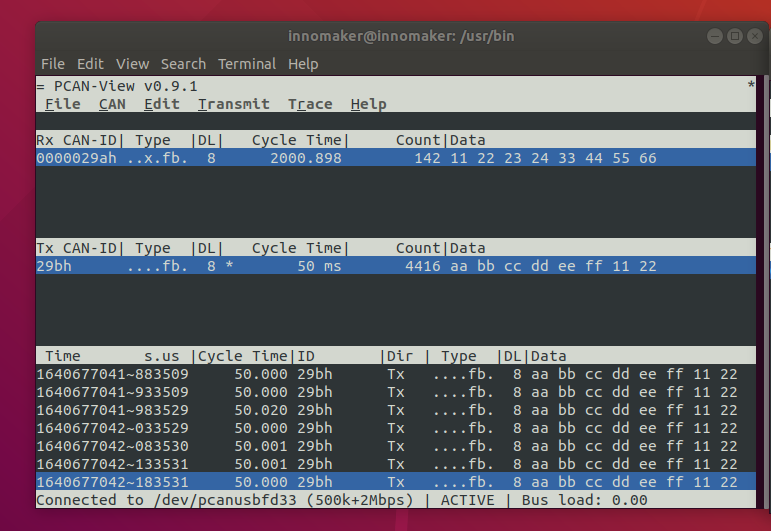 innomaker@innomaker: /usr/bin
File Edit View Search Terminal Help
= PCAN-View v0.9.1 *
File CAN Edit Transmit Trace Help
Rx CAN-ID| Type |DL| Cycle Time| Count|Data
0000029ah ..x.fb. 8 2000.898 142 11 22 23 24 33 44 55 66
Tx CAN-ID| Type |DL| Cycle Time| Count|Data
29bh ....fb. 8 * 50 ms 4416 aa bb cc dd ee ff 11 22
Time s.us |Cycle Time|ID |Dir | Type |DL|Data
1640677041~883509 50.000 29bh Tx ....fb. 8 aa bb cc dd ee ff 11 22
1640677041~933509 50.000 29bh Tx ....fb. 8 aa bb cc dd ee ff 11 22
1640677041~983529 50.020 29bh Tx ....fb. 8 aa bb cc dd ee ff 11 22
1640677042~033529 50.000 29bh Tx ....fb. 8 aa bb cc dd ee ff 11 22
1640677042~083530 50.001 29bh Tx ....fb. 8 aa bb cc dd ee ff 11 22
1640677042~133531 50.001 29bh Tx ....fb. 8 aa bb cc dd ee ff 11 22
1640677042~183531 50.000 29bh Tx ....fb. 8 aa bb cc dd ee ff 11 22
Connected to /dev/pcanusbfd33 (500k+2Mbps) | ACTIVE | Bus load: 0.00